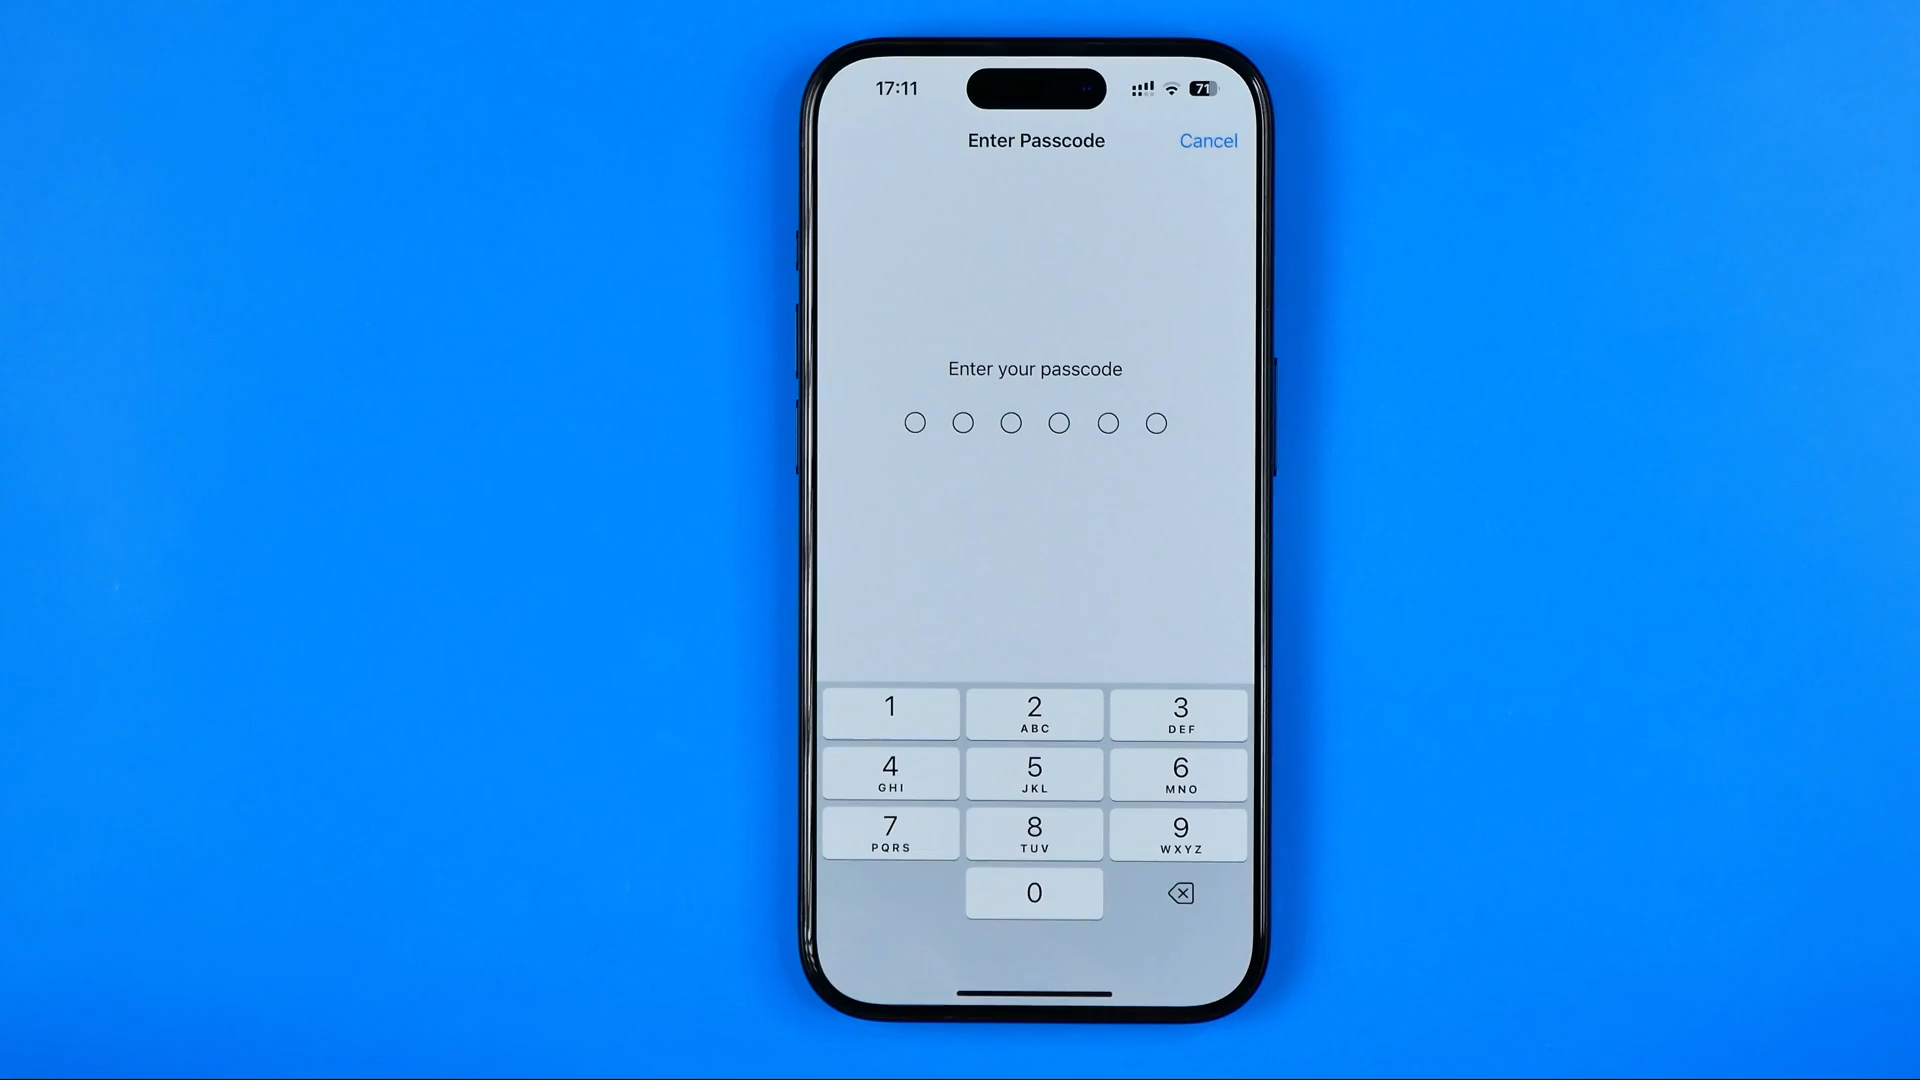 17:11
71
Enter Passcode
Cancel
Enter your passcode
1
2
ABC
3
DEF
4
GHI
5
JKL
6
MNO
7
PQRS
8
TUV
9
WXYZ
0